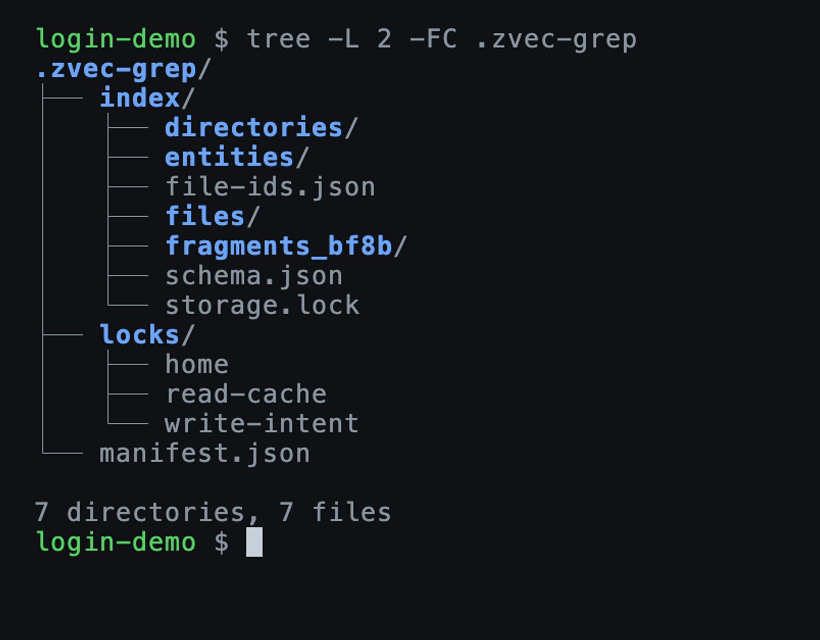 login-demo $ tree -L 2 -FC .zvec-grep
.zvec-grep/
├── index/
│   ├── directories/
│   ├── entities/
│   ├── file-ids.json
│   ├── files/
│   ├── fragments_bf8b/
│   ├── schema.json
│   └── storage.lock
├── locks/
│   ├── home
│   ├── read-cache
│   └── write-intent
└── manifest.json
7 directories, 7 files
login-demo $